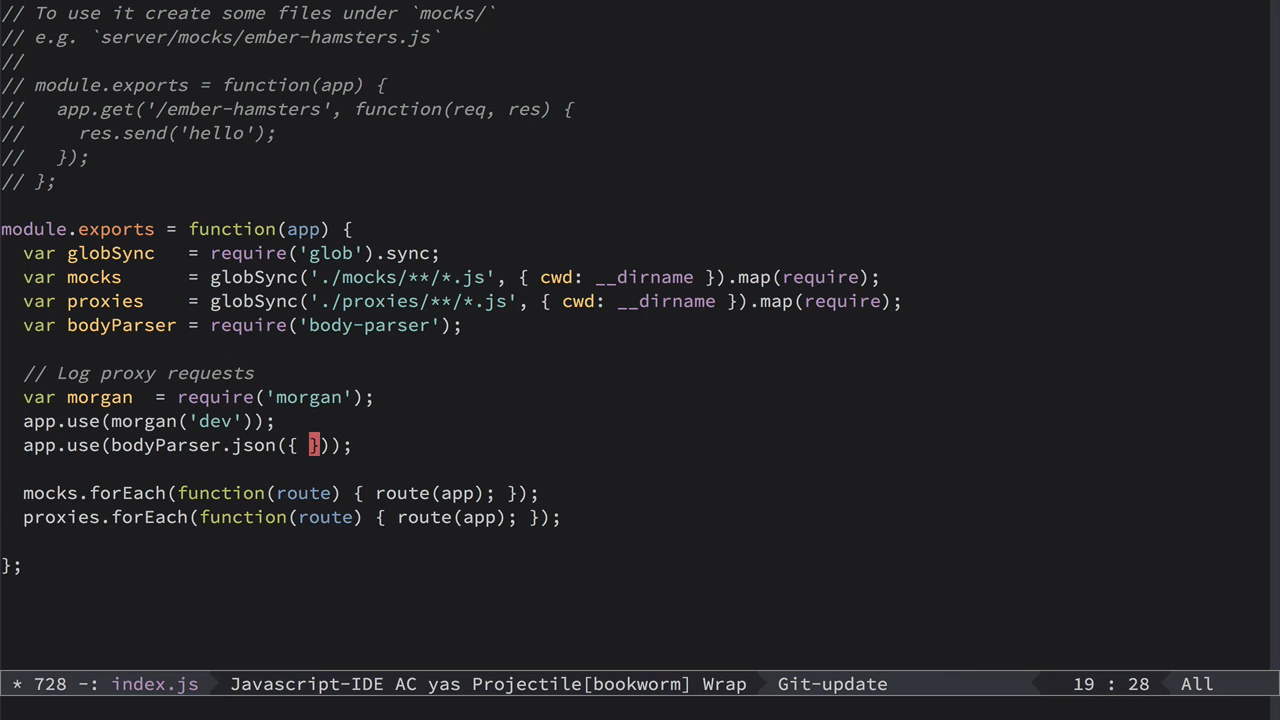 // To use it create some files under `mocks/`
// e.g. `server/mocks/ember-hamsters.js`
//
// module.exports = function(app) {
//   app.get('/ember-hamsters', function(req, res) {
//     res.send('hello');
//   });
// };

module.exports = function(app) {
  var globSync   = require('glob').sync;
  var mocks      = globSync('./mocks/**/*.js', { cwd: __dirname }).map(require);
  var proxies    = globSync('./proxies/**/*.js', { cwd: __dirname }).map(require);
  var bodyParser = require('body-parser');

  // Log proxy requests
  var morgan  = require('morgan');
  app.use(morgan('dev'));
  app.use(bodyParser.json({ }));

  mocks.forEach(function(route) { route(app); });
  proxies.forEach(function(route) { route(app); });

};
* 728 -: index.js Javascript-IDE AC yas Projectile[bookworm] Wrap Git-update 19 : 28 All